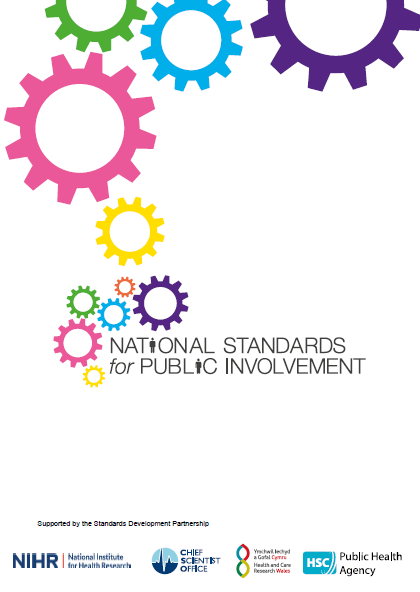 NATIONAL STANDARDS
for PUBLIC INVOLVEMENT
Supported by the Standards Development Partnership
NIHR
National Institute
for Health Research
CHIEF
SCIENTIST
OFFICE
Ymchwil Iechyd
a Gofal Cymru
Health and Care
Research Wales
HSC
Public Health
Agency